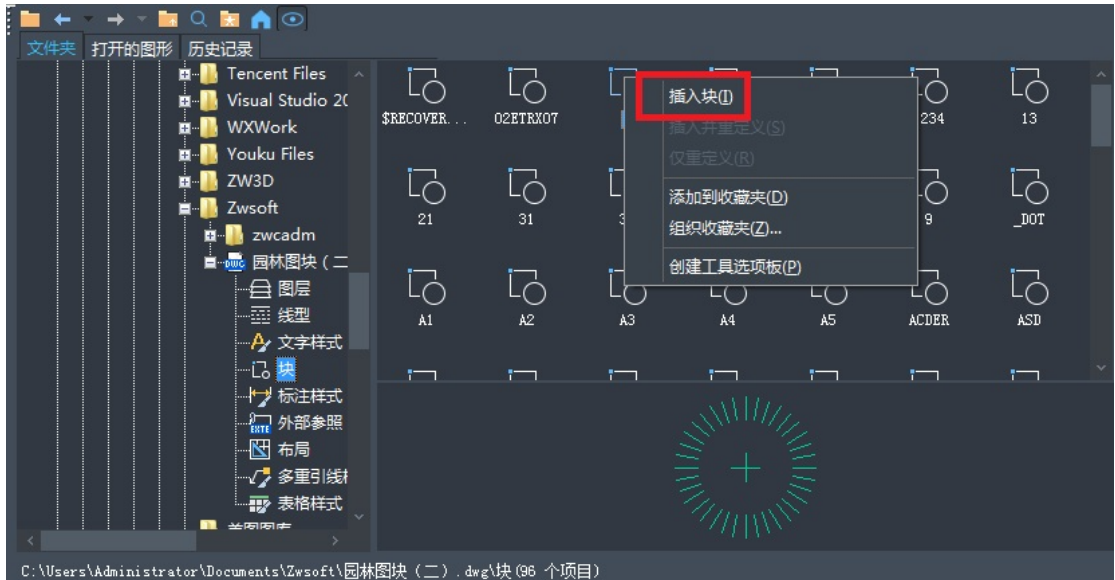 文件夹 打开的图形 历史记录
Tencent Files
Visual Studio 20
WXWork
Youku Files
ZW3D
Zwsoft
zwcadm
园林图块（二
图层
线型
文字样式
块
标注样式
外部参照
布局
多重引线
表格样式
$RECOVER... 02ETRX07 234 13
21 31 9 _DOT
A1 A2 A3 A4 A5 ACDER ASD
插入块(I)
插入并重定义(S)
仅重定义(R)
添加到收藏夹(D)
组织收藏夹(Z)...
创建工具选项板(P)
C:\Users\Administrator\Documents\Zwsoft\园林图块（二）.dwg\块(96 个项目)